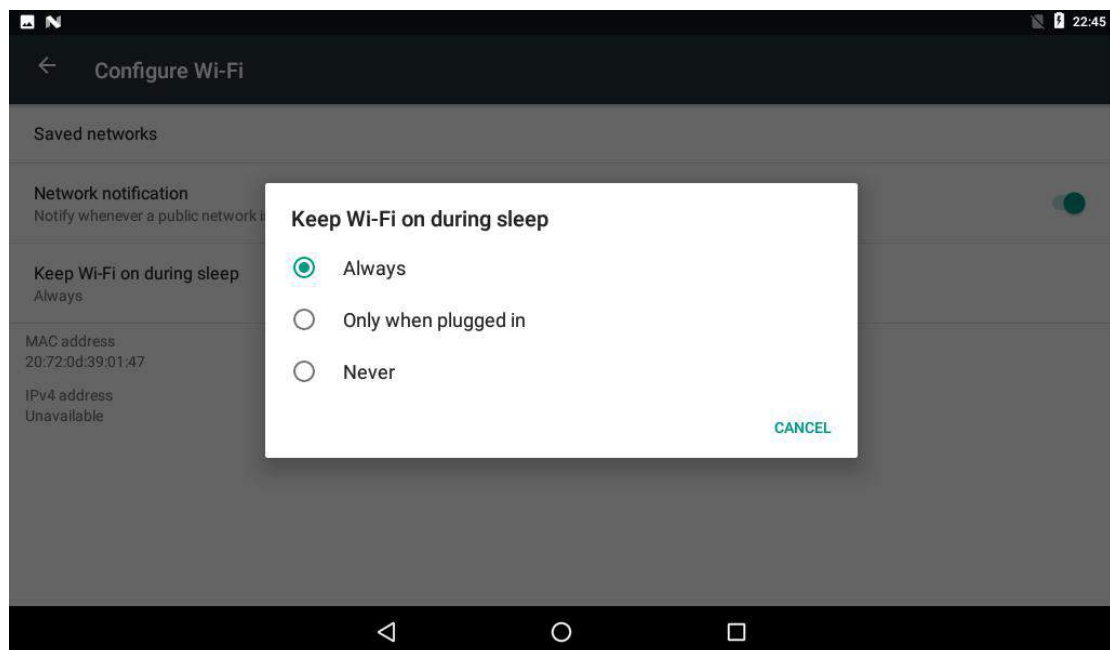 22:45
Configure Wi-Fi
Saved networks
Network notification
Notify whenever a public network
Keep Wi-Fi on during sleep
Always
MAC address
20:72:0d:39:01:47
IPv4 address
Unavailable
Keep Wi-Fi on during sleep
Always
Only when plugged in
Never
CANCEL